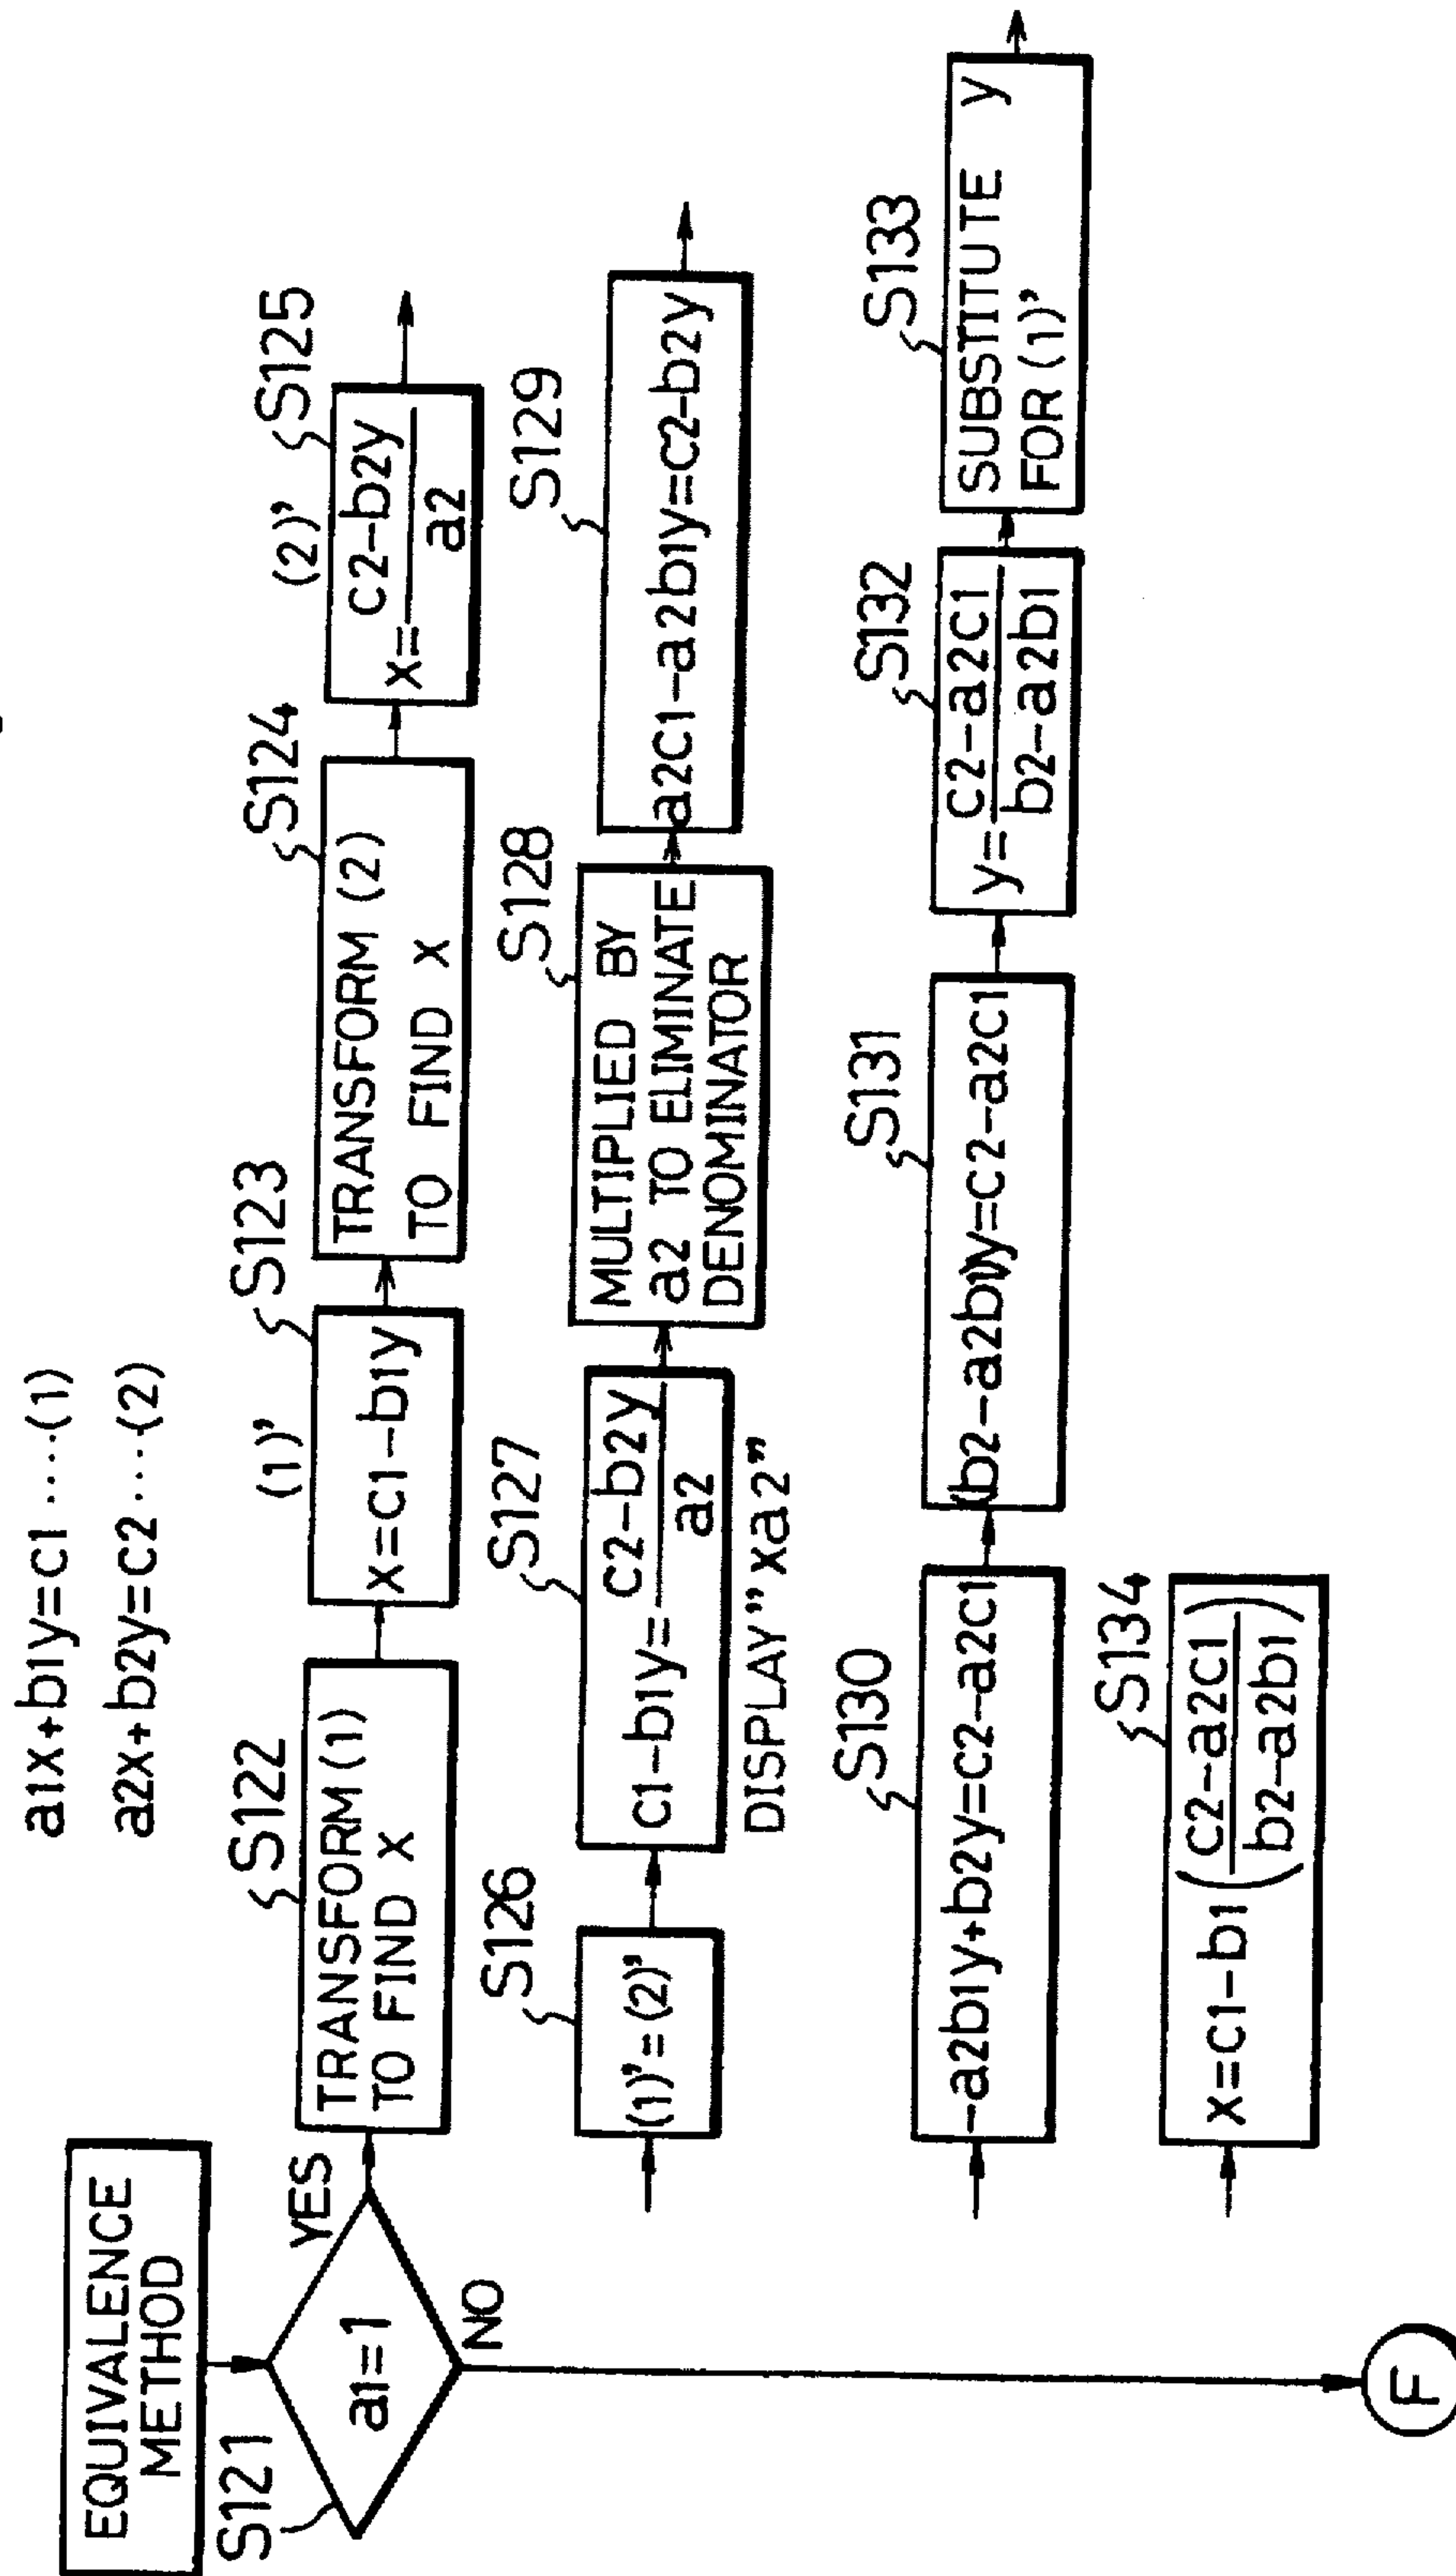 a1x+b1y=c1 ....(1)
a2x+b2y=c2 ....(2)
EQUIVALENCE
METHOD
S121
a1=1
YES
NO
F
S122
TRANSFORM (1)
TO FIND X
S123
(1)'
x=c1-b1y
S124
TRANSFORM (2)
TO FIND X
S125
(2)'
x=c2-b2y
a2
S126
(1)'=(2)'
S127
c1-b1y=c2-b2y
a2
DISPLAY "xa2"
S128
MULTIPLIED BY
a2 TO ELIMINATE
DENOMINATOR
S129
a2c1-a2b1y=c2-b2y
S130
-a2b1y+b2y=c2-a2c1
S131
(b2-a2b1)y=c2-a2c1
S132
y=c2-a2c1
b2-a2b1
S133
SUBSTITUTE y
FOR (1)'
S134
x=c1-b1(c2-a2c1
b2-a2b1)